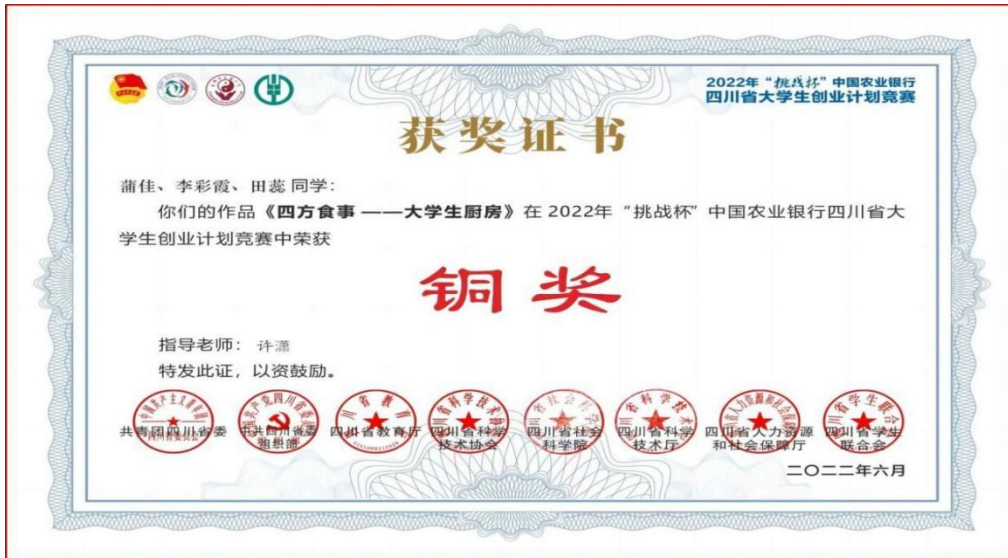 2022年“挑战杯”中国农业银行
四川省大学生创业计划竞赛
获奖证书
蒲佳、李彩霞、田蕊 同学：
你们的作品《四方食事 ——大学生厨房》在 2022年“挑战杯”中国农业银行四川省大
学生创业计划竞赛中荣获
铜奖
指导老师： 许潇
特发此证，以资鼓励。
共青团四川省委 中共四川省委 四川省教育厅 四川省科学 四川省社会 四川省科学 四川省人力资源 四川省学生
组织部 技术协会 科学院 技术厅 和社会保障厅 联合会
二〇二二年六月